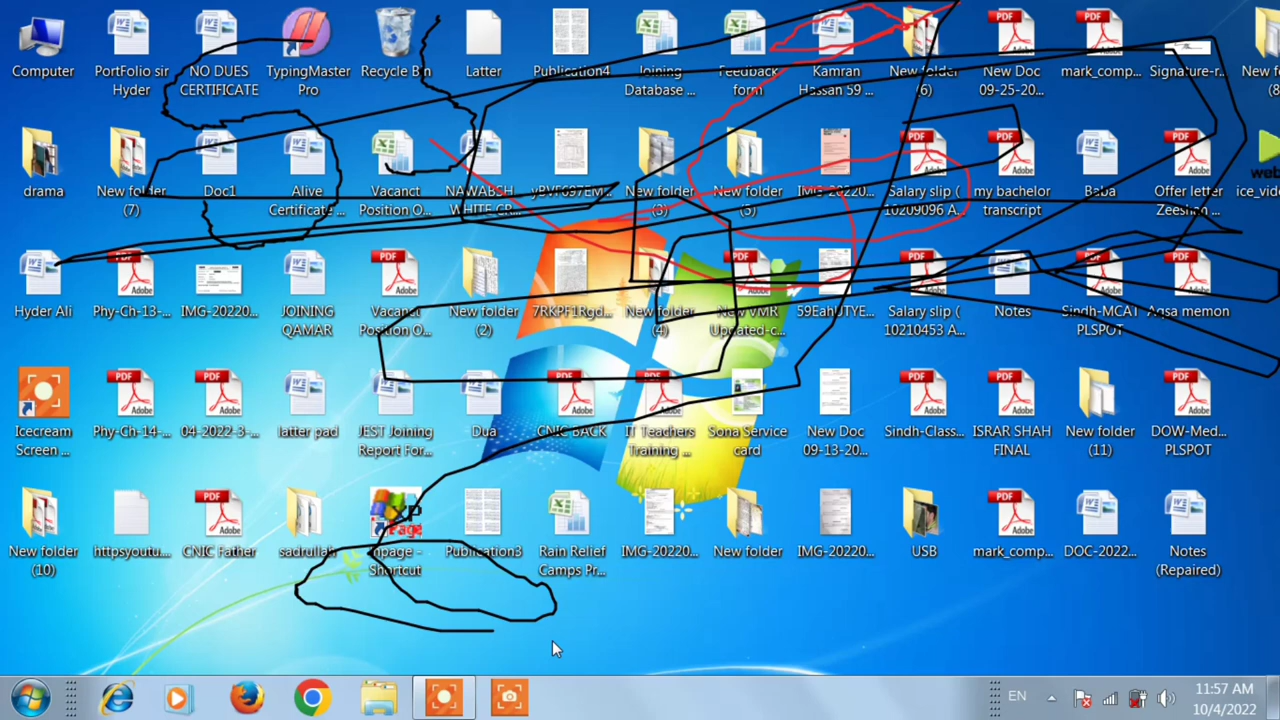 Computer
PortFolio sir
Hyder
NO DUES
CERTIFICATE
TypingMaster
Pro
Recycle Bin
Latter
Publication4
Joining
Database ...
Feedback
form
Kamran
Hassan 59 ...
New folder
(6)
New Doc
09-25-20...
mark_comp...
Signature-r...
New fo
(8
drama
New folder
(7)
Doc1
Alive
Certificate ...
Vacanct
Position O...
NAWABSH...
WHITE CR...
New folder
(3)
New folder
(5)
IMG-20220...
Salary slip (
10209096 A...
my bachelor
transcript
Baba
Offer letter
Zeeshan ...
ice_vid
Hyder Ali
Phy-Ch-13-...
IMG-20220...
JOINING
QAMAR
Vacanct
Position O...
New folder
(2)
7RKPF1Rgd...
New folder
(4)
New VMR
Updated-c...
Salary slip (
10210453 A...
Notes
Sindh-MCAT
PLSPOT
Aqsa memon
Icecream
Screen ...
Phy-Ch-14-...
04-2022-3-...
latter pad
JEST Joining
Report For...
Dua
CNIC BACK
IT Teachers
Training ...
Sona Service
card
New Doc
09-13-20...
Sindh-Class...
ISRAR SHAH
FINAL
New folder
(11)
DOW-Med...
PLSPOT
New folder
(10)
httpsyoutu...
CNIC Father
sadrullah
npage -
Shortcut
Publication3
Rain Relief
Camps Pr...
IMG-20220...
New folder
IMG-20220...
USB
mark_comp...
DOC-2022...
Notes
(Repaired)
EN
11:57 AM
10/4/2022